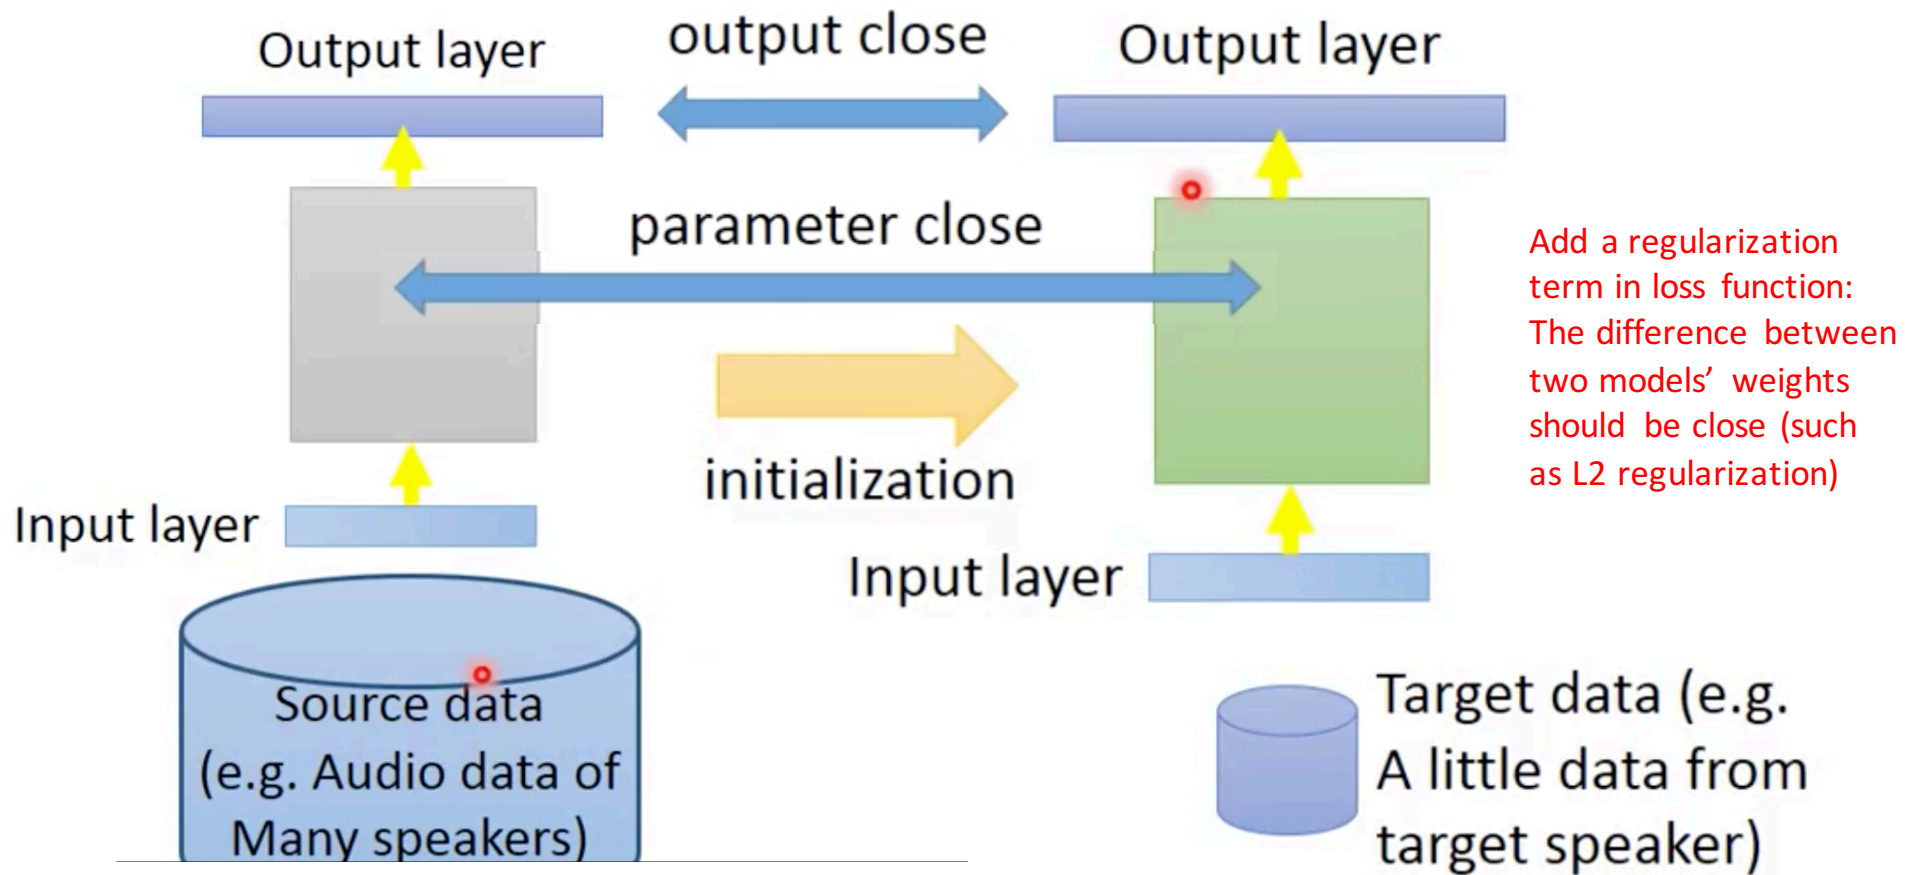 Output layer
output close
Output layer
parameter close
Add a regularization
term in loss function:
The difference between
two models’ weights
should be close (such
as L2 regularization)
initialization
Input layer
Input layer
Source data
(e.g. Audio data of
Many speakers)
Target data (e.g.
A little data from
target speaker)